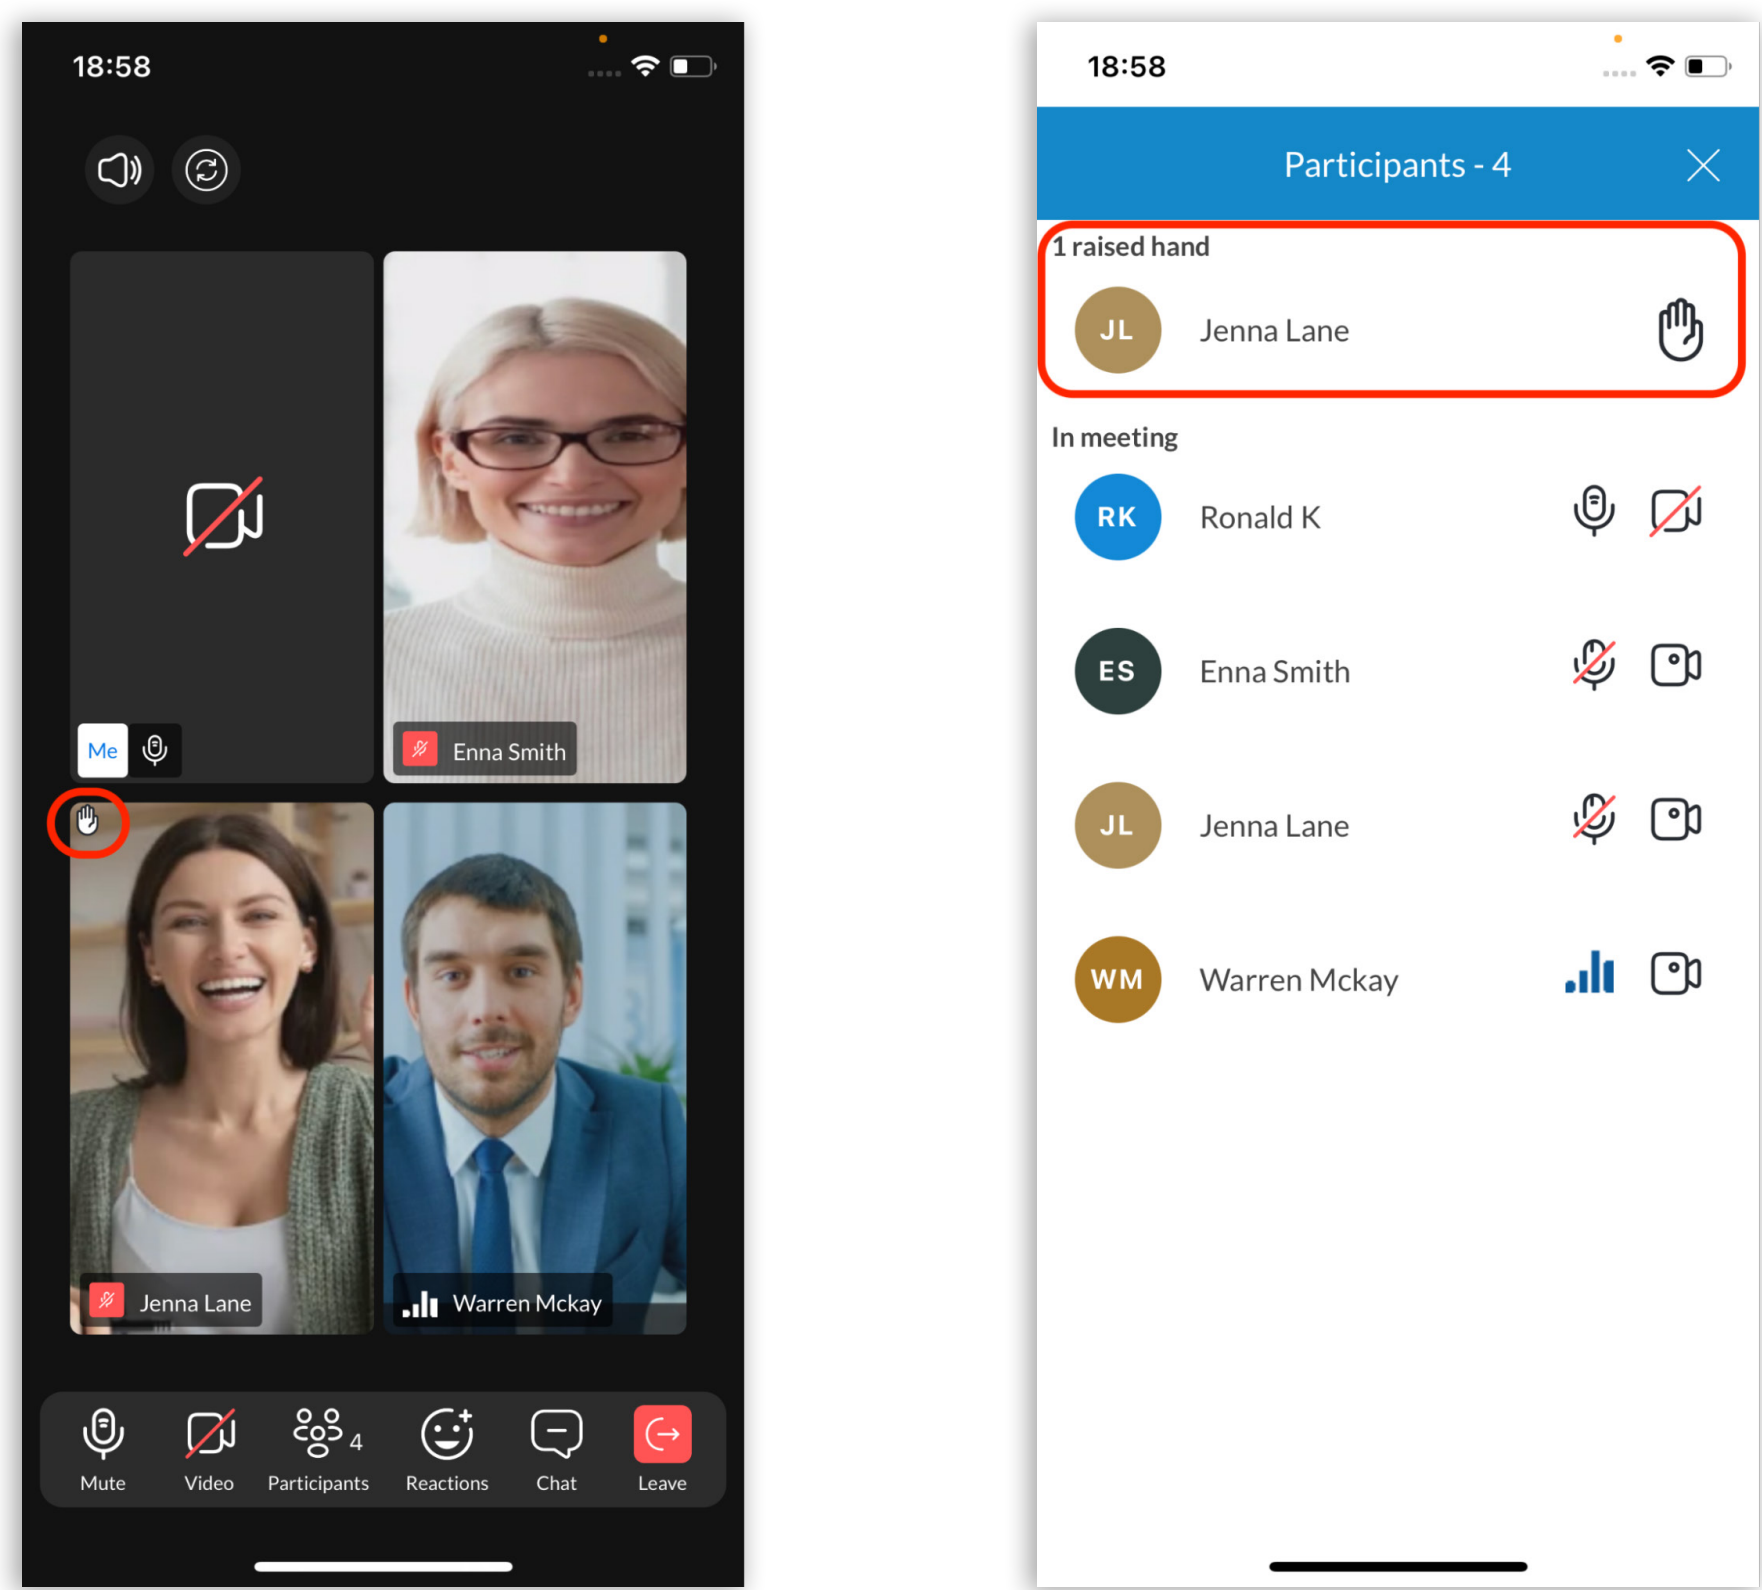 18:58
Me
Enna Smith
Jenna Lane
Warren Mckay
4
Mute
Video
Participants
Reactions
Chat
Leave
18:58
Participants - 4
1 raised hand
JL Jenna Lane
In meeting
RK Ronald K
ES Enna Smith
JL Jenna Lane
WM Warren Mckay